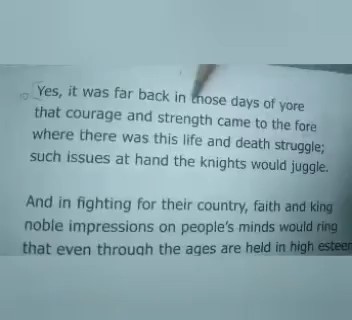 Yes, it was far back in those days of yore
that courage and strength came to the fore
where there was this life and death struggle;
such issues at hand the knights would juggle.
And in fighting for their country, faith and king
noble impressions on people's minds would ring
that even through the ages are held in high